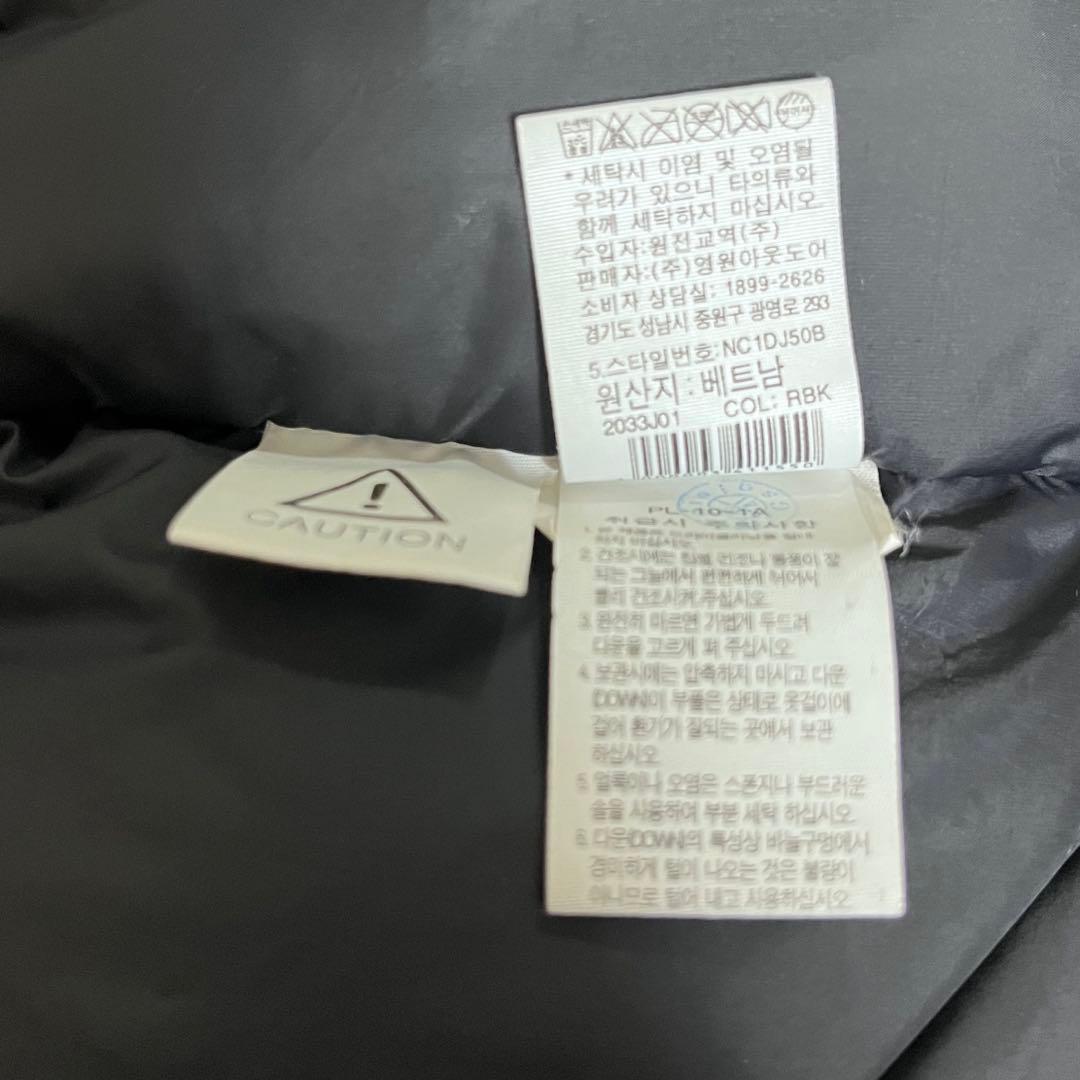 * 세탁시 이염 및 오염될
우려가 있으니 타의류와
함께 세탁하지 마십시오
수입자:원전교역(주)
판매자:(주)영원아웃도어
소비자 상담실: 1899-2626
경기도 성남시 중원구 광명로 293
5.스타일번호:NC1DJ50B
원산지:베트남
2033J01 COL: RBK
CAUTION
PL-10-1A
취급시 주의사항
2. 건조시에는 탈수 건조나 통풍이 잘
되는 그늘에서 편편하게 뉘어서
빨리 건조시켜 주십시오.
3. 완전히 마르면 가볍게 두드려
다운을 고르게 펴 주십시오.
4. 보관시에는 압축하지 마시고 다운
(DOWN)이 부풀은 상태로 옷걸이에
걸어 환기가 잘되는 곳에서 보관
하십시오.
5. 얼룩이나 오염은 스폰지나 부드러운
솔을 사용하여 부분 세탁 하십시오.
6. 다운(DOWN)의 특성상 바늘구멍에서
경미하게 털이 나오는 것은 불량이
아니므로 털어 내고 사용하십시오.